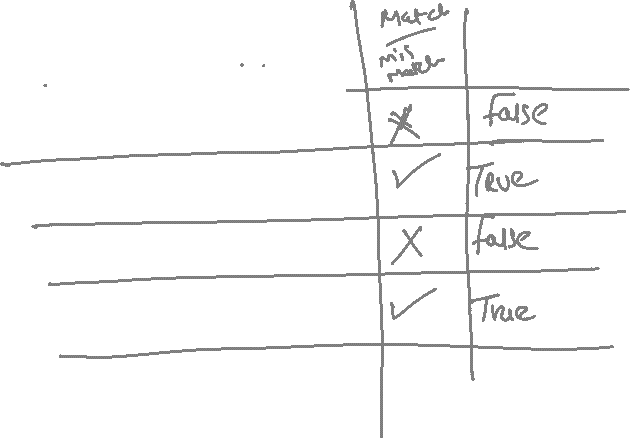 Match
mis
match
✗ False
✓ True
✗ False
✓ True